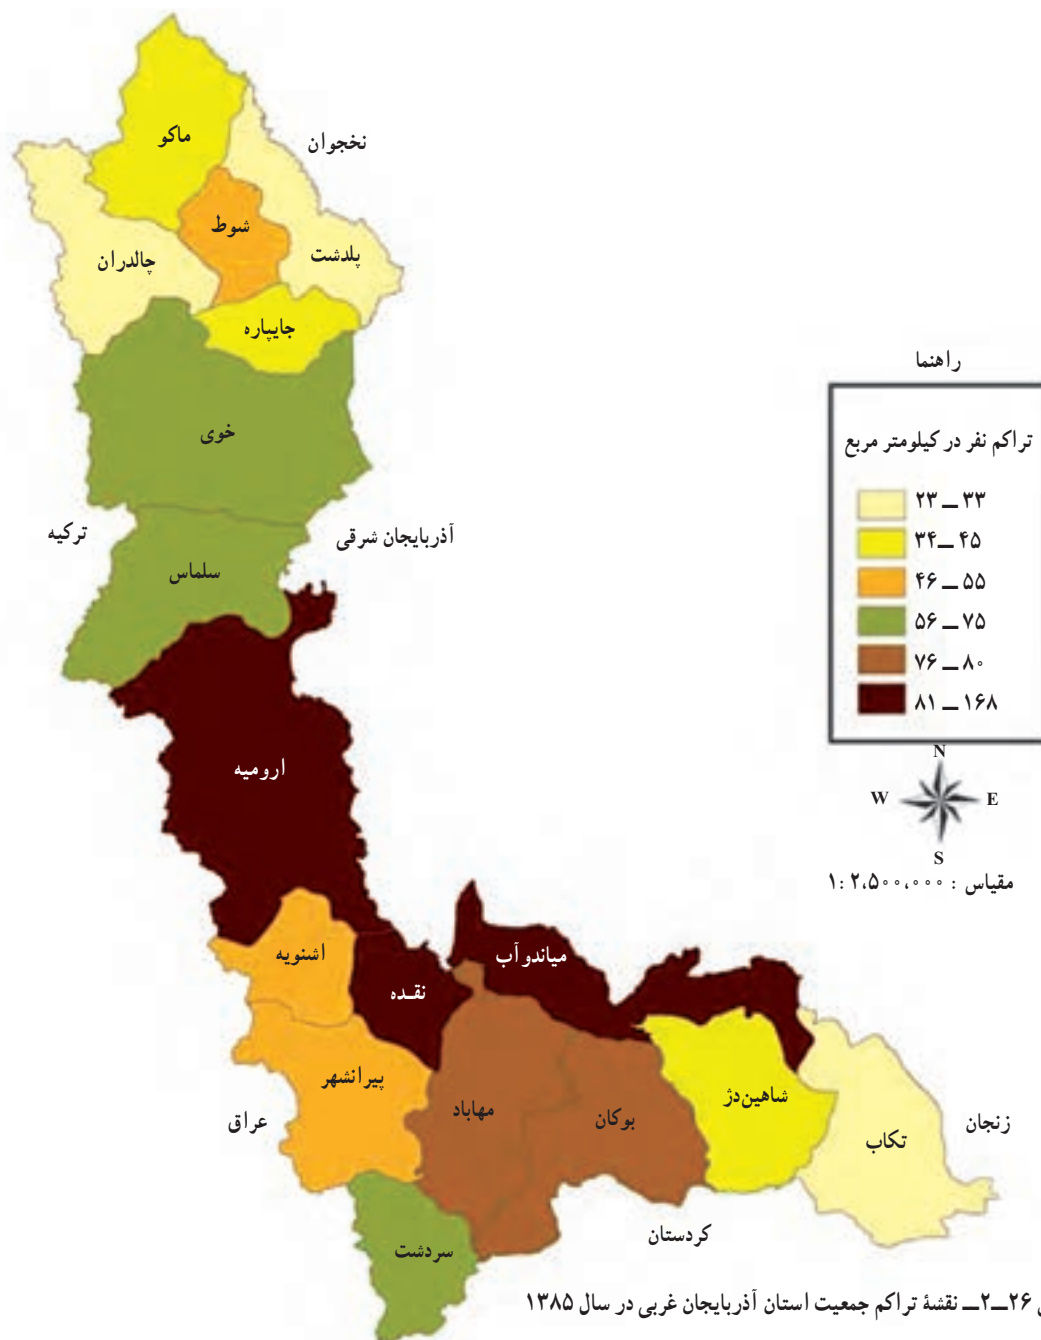 ماکو
نخجوان
شوط
پلدشت
چالدران
جایپاره
راهنما
تراکم نفر در کیلومتر مربع
۲۳ ــ ۳۳
۳۴ ــ ۴۵
۴۶ ــ ۵۵
۵۶ ــ ۷۵
۷۶ ــ ۸۰
۸۱ ــ ۱۶۸
N
W E
S
مقیاس : ۱:۲،۵۰۰،۰۰۰
خوی
ترکیه
آذربایجان شرقی
سلماس
ارومیه
اشنویه
نقـده
میاندوآب
پیرانشهر
عراق
مهاباد
بوکان
شاهین‌دژ
تکاب
زنجان
کردستان
سردشت
۲۶ــ۲ــ نقشهٔ تراکم جمعیت استان آذربایجان غربی در سال ۱۳۸۵